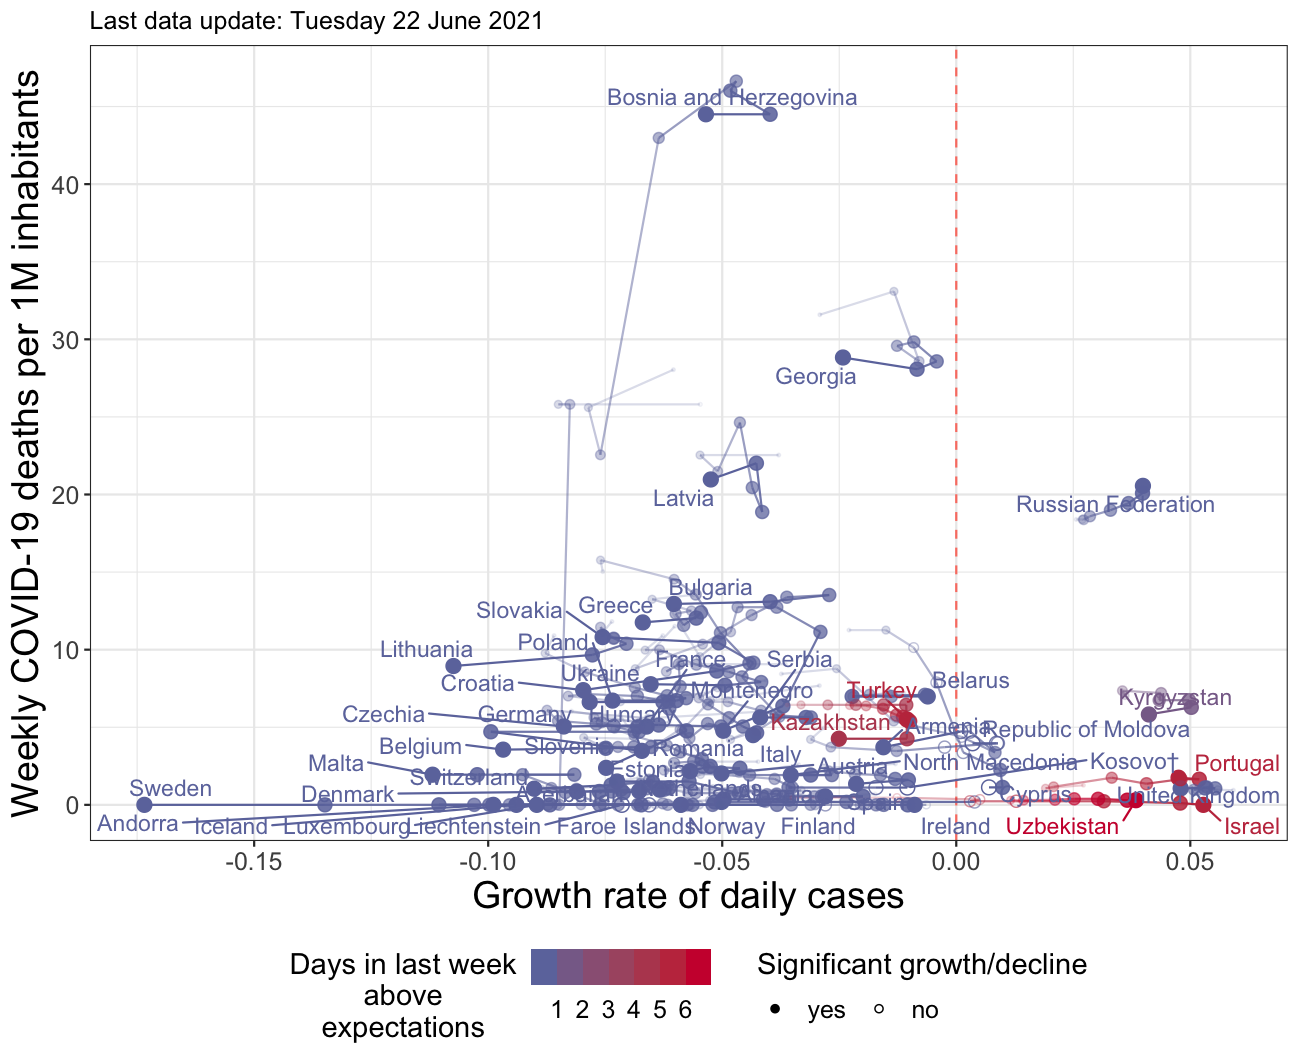 Last data update: Tuesday 22 June 2021
Weekly COVID-19 deaths per 1M inhabitants
40
30
20
10
0
Bosnia and Herzegovina
Georgia
Latvia
Russian Federation
Bulgaria
Slovakia
Greece
Lithuania
Poland
France
Serbia
Croatia
Ukraine
Turkey
Belarus
Montenegro
Kyrgyzstan
Czechia
Germany
Hungary
Kazakhstan
Armenia
Republic of Moldova
Belgium
Slovenia
Romania
Italy
Malta
Switzerland
Estonia
Austria
North Macedonia
Kosovo†
Portugal
Sweden
Denmark
Azerbaijan
Netherlands
Spain
Cyprus
United Kingdom
Andorra
Iceland
Luxembourg
Liechtenstein
Faroe Islands
Norway
Finland
Ireland
Uzbekistan
Israel
-0.15
-0.10
-0.05
0.00
0.05
Growth rate of daily cases
Days in last week
above
expectations
1 2 3 4 5 6
Significant growth/decline
yes
no